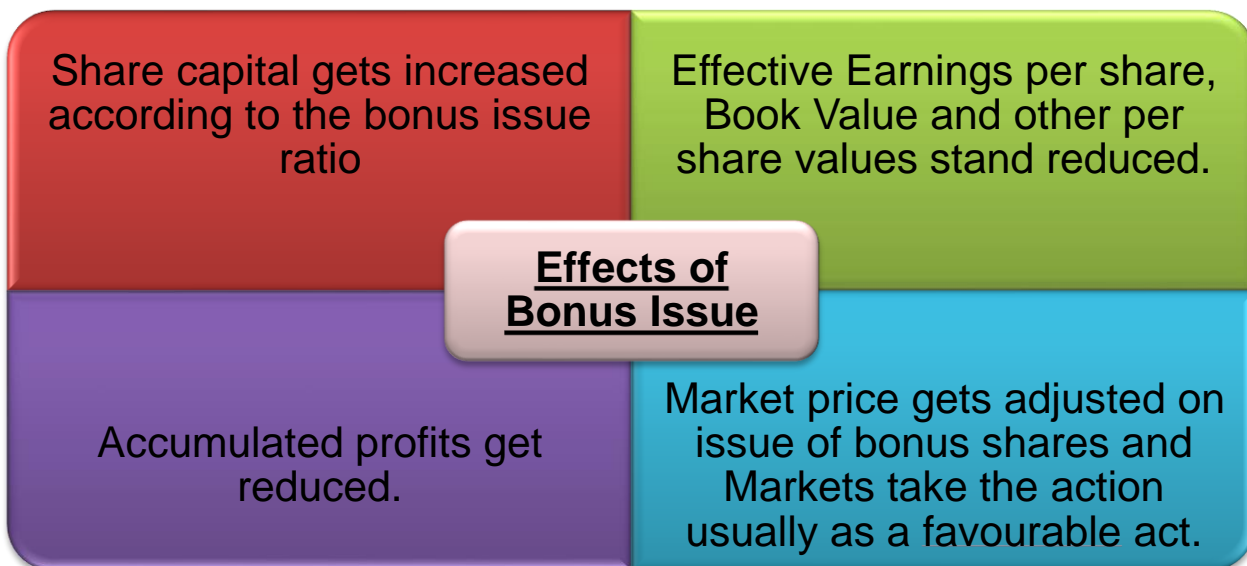 Share capital gets increased
according to the bonus issue
ratio
Effective Earnings per share,
Book Value and other per
share values stand reduced.
Effects of
Bonus Issue
Accumulated profits get
reduced.
Market price gets adjusted on
issue of bonus shares and
Markets take the action
usually as a favourable act.